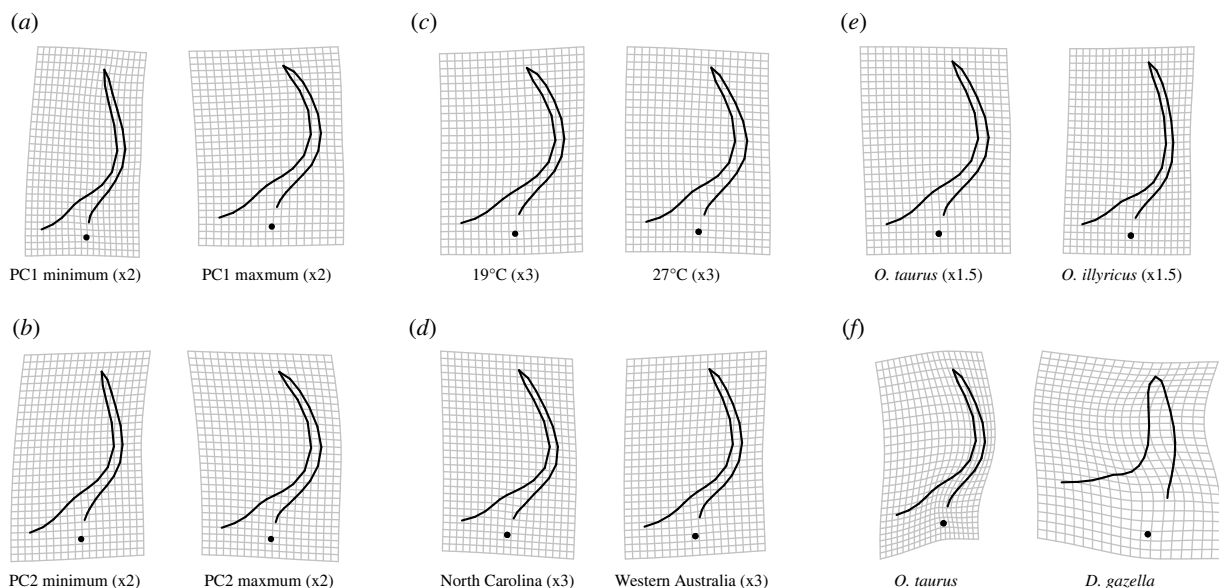 (a)
(c)
(e)
PC1 minimum (x2)
PC1 maxmum (x2)
19°C (x3)
27°C (x3)
O. taurus (x1.5)
O. illyricus (x1.5)
(b)
(d)
(f)
PC2 minimum (x2)
PC2 maxmum (x2)
North Carolina (x3)
Western Australia (x3)
O. taurus
D. gazella